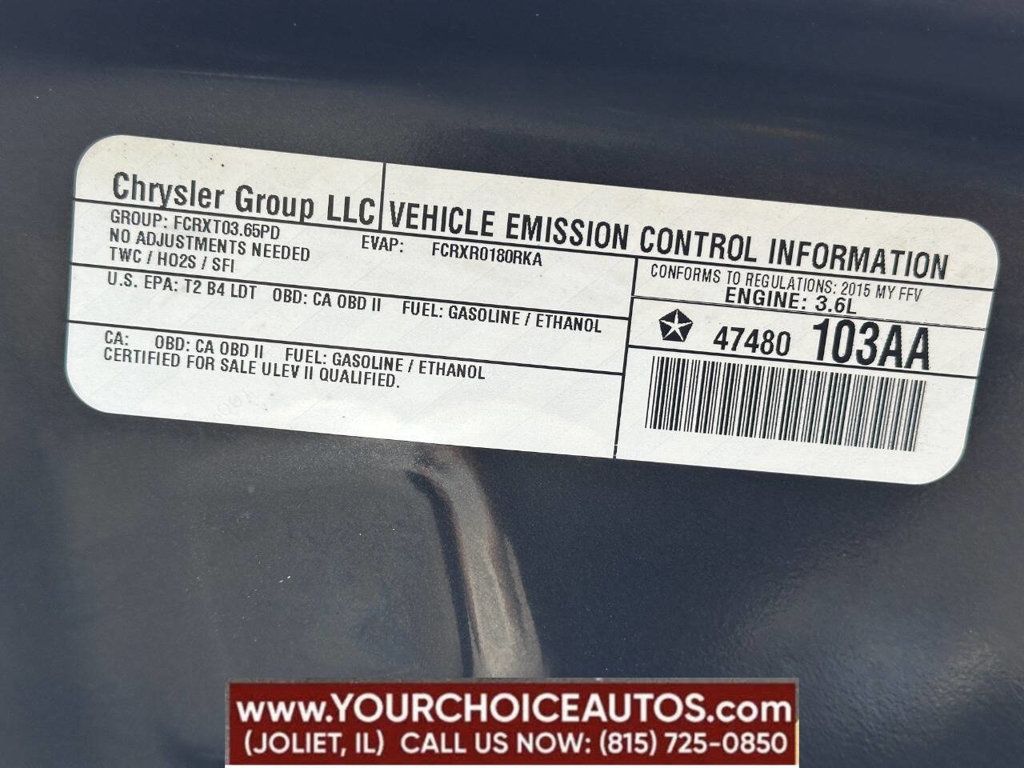 Chrysler Group LLC
VEHICLE EMISSION CONTROL INFORMATION
GROUP: FCRXT03.65PD
EVAP: FCRXR0180RKA
NO ADJUSTMENTS NEEDED
TWC / HO2S / SFI
CONFORMS TO REGULATIONS: 2015 MY FFV
ENGINE: 3.6L
U.S. EPA: T2 B4 LDT OBD: CA OBD II FUEL: GASOLINE / ETHANOL
47480 103AA
CA: OBD: CA OBD II FUEL: GASOLINE / ETHANOL
CERTIFIED FOR SALE ULEV II QUALIFIED.
www.YOURCHOICEAUTOS.com
(JOLIET, IL) CALL US NOW: (815) 725-0850